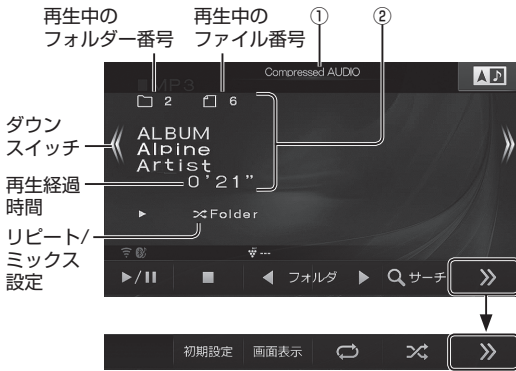 再生中の
フォルダー番号
再生中の
ファイル番号
①
②
Compressed AUDIO
MP3
2
6
ダウン
スイッチ
ALBUM
Alpine
Artist
再生経過
時間
0'21"
リピート/
ミックス
設定
Folder
---
フォルダ
サーチ
初期設定
画面表示